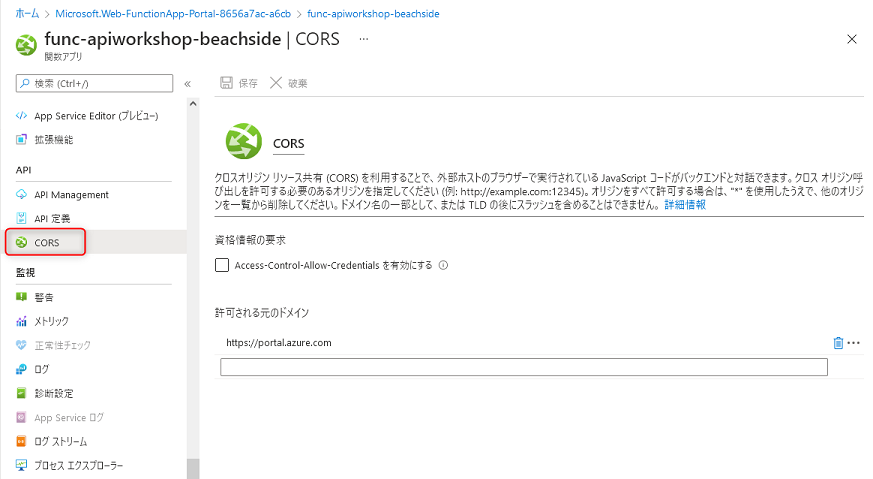 ホーム > Microsoft.Web-FunctionApp-Portal-8656a7ac-a6cb > func-apiworkshop-beachside
func-apiworkshop-beachside | CORS ...
関数アプリ
検索 (Ctrl+/)
«
保存
破棄
App Service Editor (プレビュー)
拡張機能
API
API Management
API 定義
CORS
監視
警告
メトリック
正常性チェック
ログ
診断設定
App Service ログ
ログ ストリーム
プロセス エクスプローラー
CORS
クロスオリジン リソース共有 (CORS) を利用することで、外部ホストのブラウザーで実行されている JavaScript コードがバックエンドと対話できます。クロス オリジン呼
び出しを許可する必要のあるオリジンを指定してください (例: http://example.com:12345)。オリジンをすべて許可する場合は、"*" を使用したうえで、他のオリジ
ンを一覧から削除してください。ドメイン名の一部として、または TLD の後にスラッシュを含めることはできません。 詳細情報
資格情報の要求
Access-Control-Allow-Credentials を有効にする
許可される元のドメイン
https://portal.azure.com